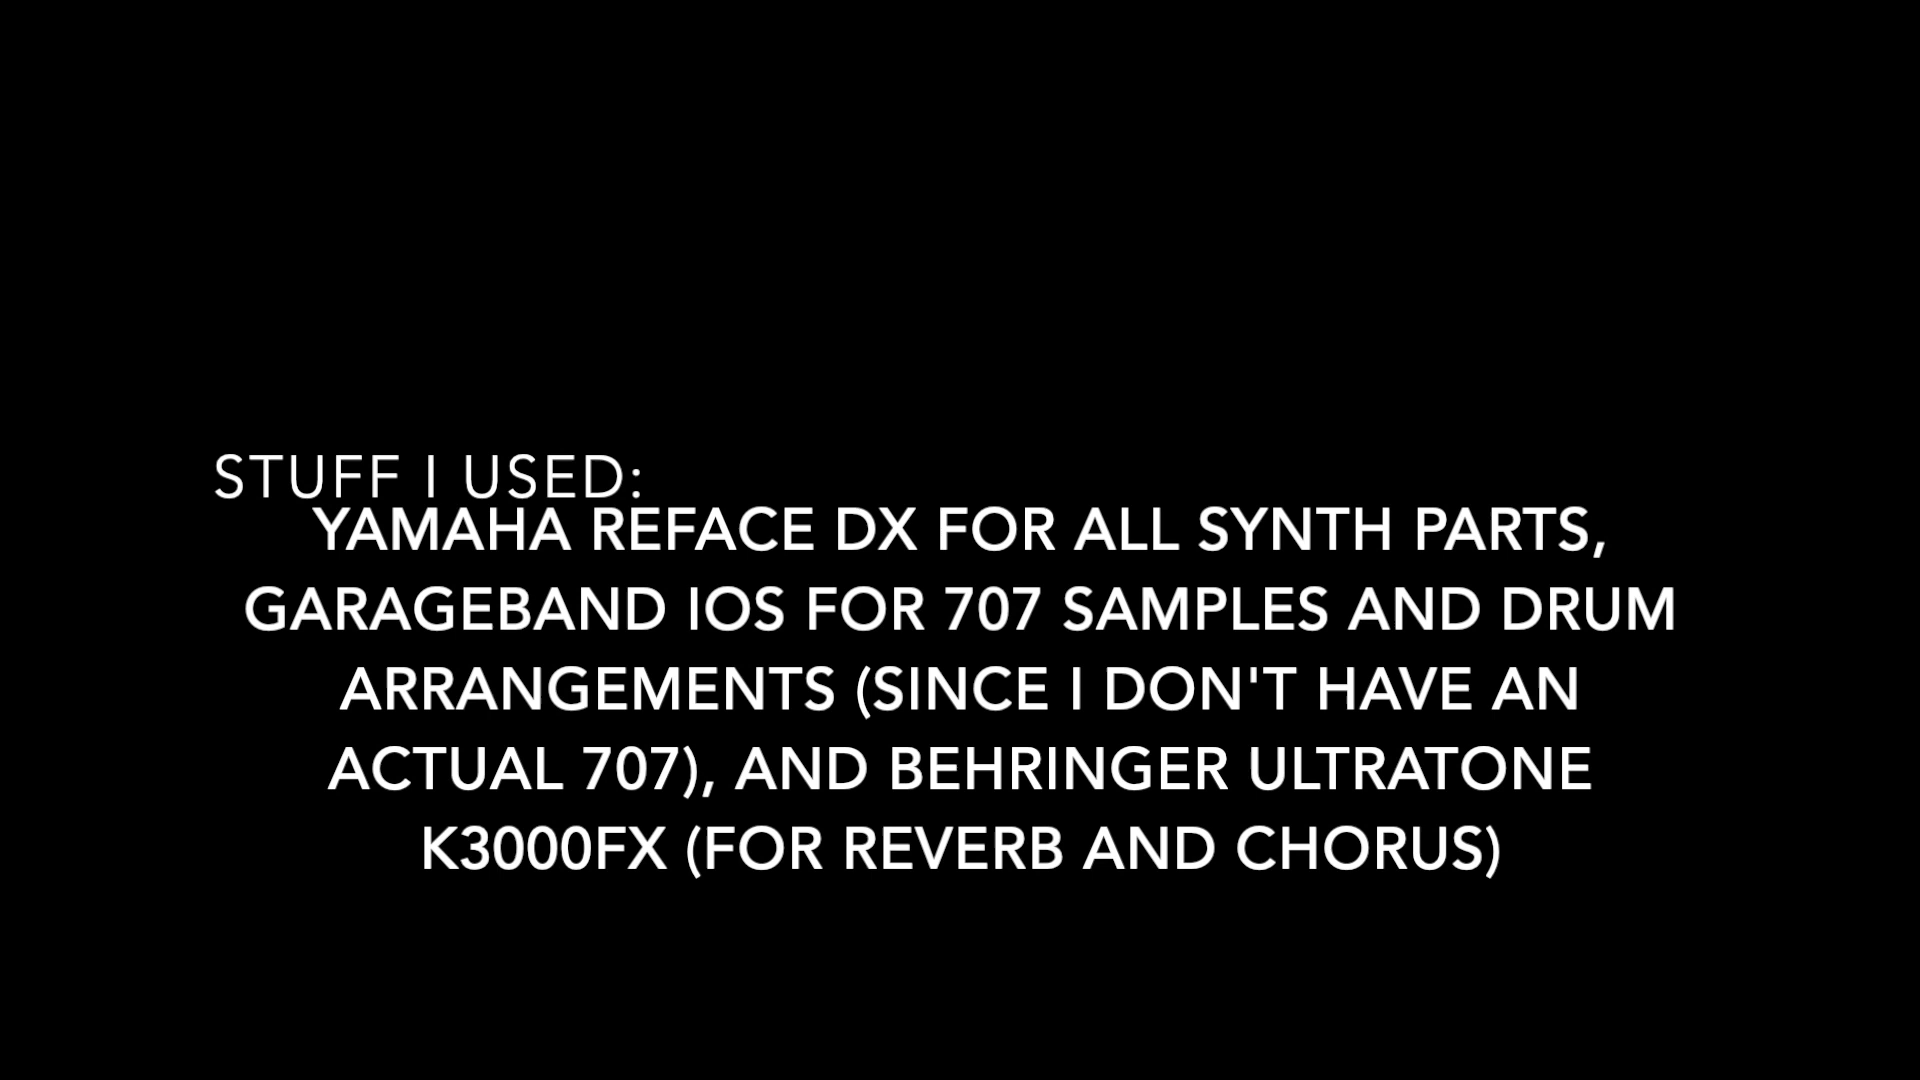 STUFF I USED:
YAMAHA REFACE DX FOR ALL SYNTH PARTS,
GARAGEBAND IOS FOR 707 SAMPLES AND DRUM
ARRANGEMENTS (SINCE I DON'T HAVE AN
ACTUAL 707), AND BEHRINGER ULTRATONE
K3000FX (FOR REVERB AND CHORUS)